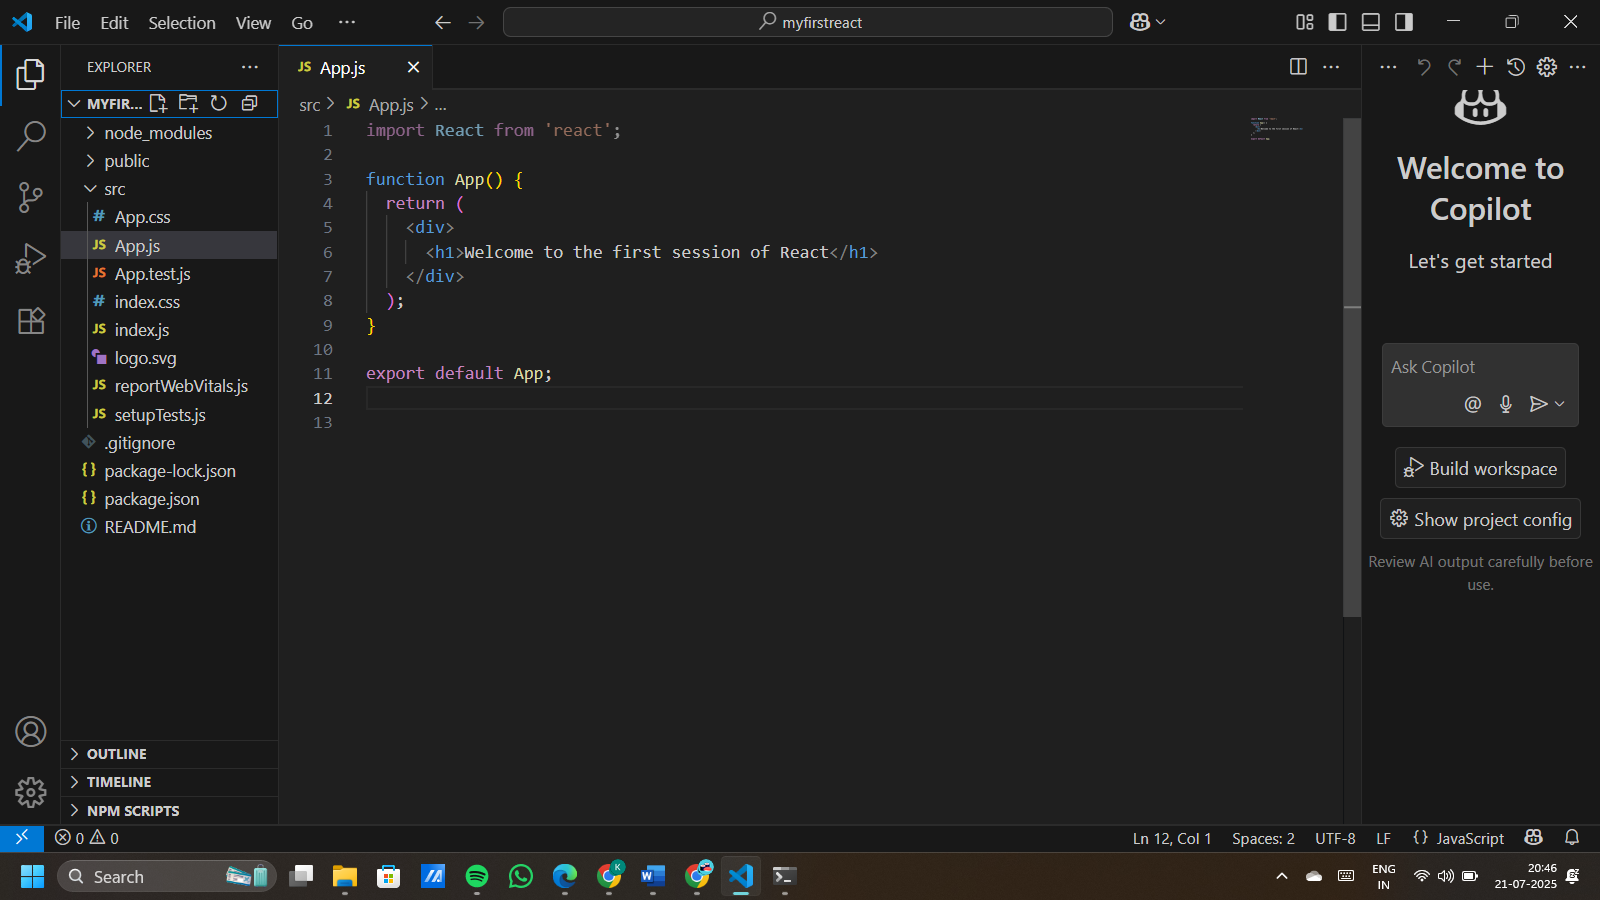 File Edit Selection View Go ···
myfirstreact
EXPLORER
MYFIR...
node_modules
public
src
# App.css
JS App.js
JS App.test.js
# index.css
JS index.js
logo.svg
JS reportWebVitals.js
JS setupTests.js
.gitignore
{} package-lock.json
{} package.json
README.md
OUTLINE
TIMELINE
NPM SCRIPTS
JS App.js
src > JS App.js > ...
1 import React from 'react';
2
3 function App() {
4 return (
5 <div>
6 <h1>Welcome to the first session of React</h1>
7 </div>
8 );
9 }
10
11 export default App;
12
13
Welcome to
Copilot
Let's get started
Ask Copilot
@
Build workspace
Show project config
Review AI output carefully before
use.
0 0
Ln 12, Col 1 Spaces: 2 UTF-8 LF {} JavaScript
Search
ENG
IN
20:46
21-07-2025